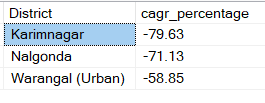 District cagr_percentage
Karimnagar -79.63
Nalgonda -71.13
Warangal (Urban) -58.85